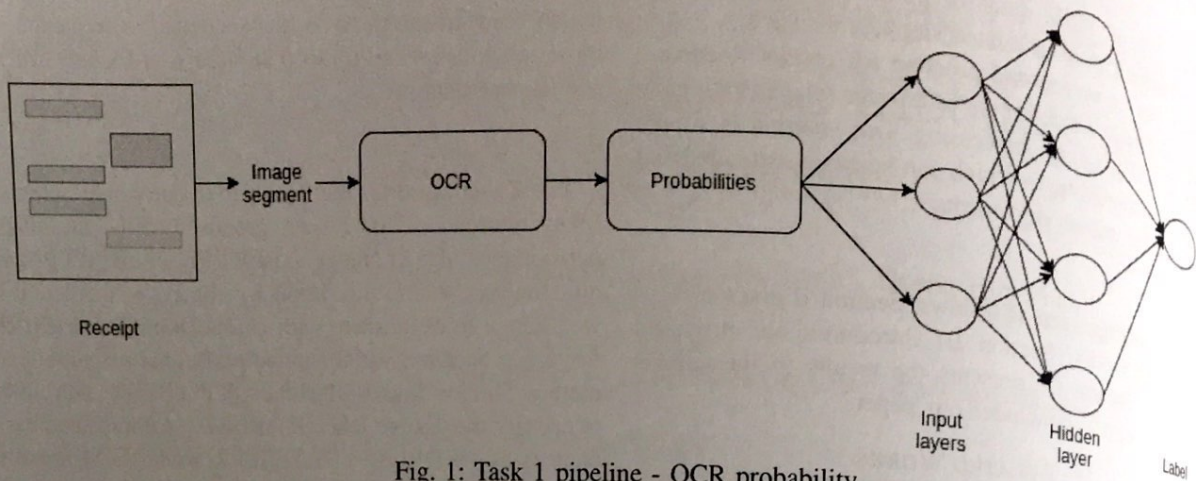 Image
segment
OCR
Probabilities
Receipt
Input
layers
Hidden
layer
Label
Fig. 1: Task 1 pipeline - OCR probability